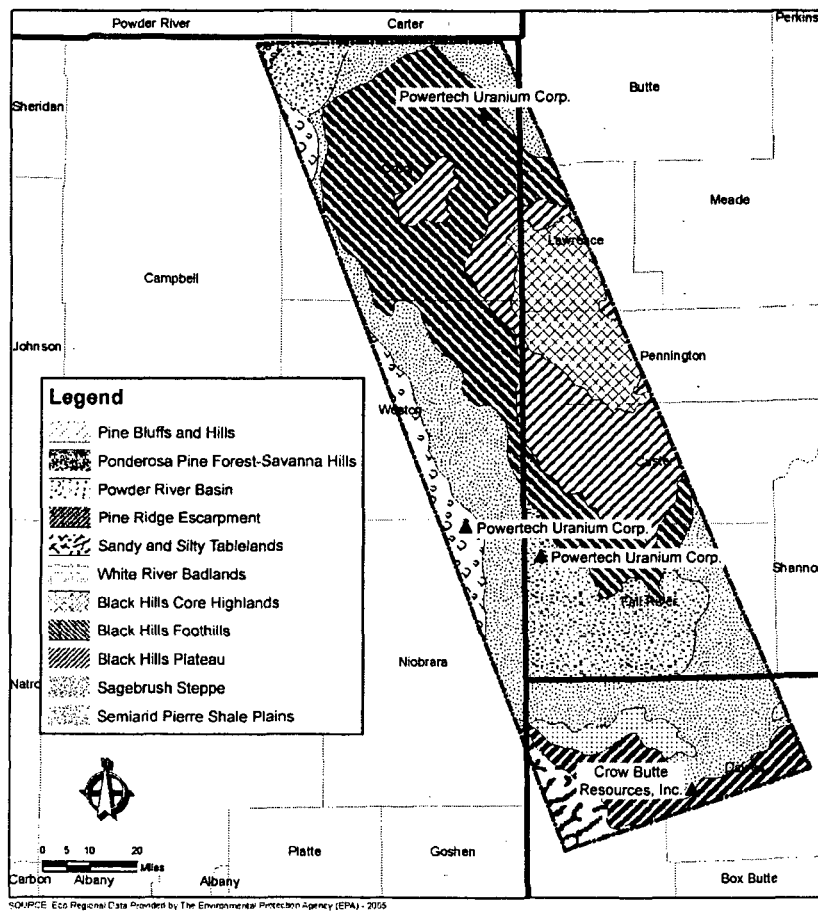 Powder River
Carter
Perkins
Sheridan
Butte
Powertech Uranium Corp.
Meade
Lawrence
Campbell
Johnson
Pennington
Legend
Weston
Pine Bluffs and Hills
Ponderosa Pine Forest-Savanna Hills
Custer
Powder River Basin
Pine Ridge Escarpment
Powertech Uranium Corp.
Sandy and Silty Tablelands
Powertech Uranium Corp.
White River Badlands
Shanno
Black Hills Core Highlands
Fall River
Black Hills Foothills
Black Hills Plateau
Niobrara
Natro
Sagebrush Steppe
Semiarid Pierre Shale Plains
Crow Butte
Resources, Inc.
0 5 10 20
Miles
Platte
Goshen
Carbon
Albany
Albany
Box Butte
SOURCE: Eco Regional Data Provided by The Environmental Protection Agency (EPA) - 2005